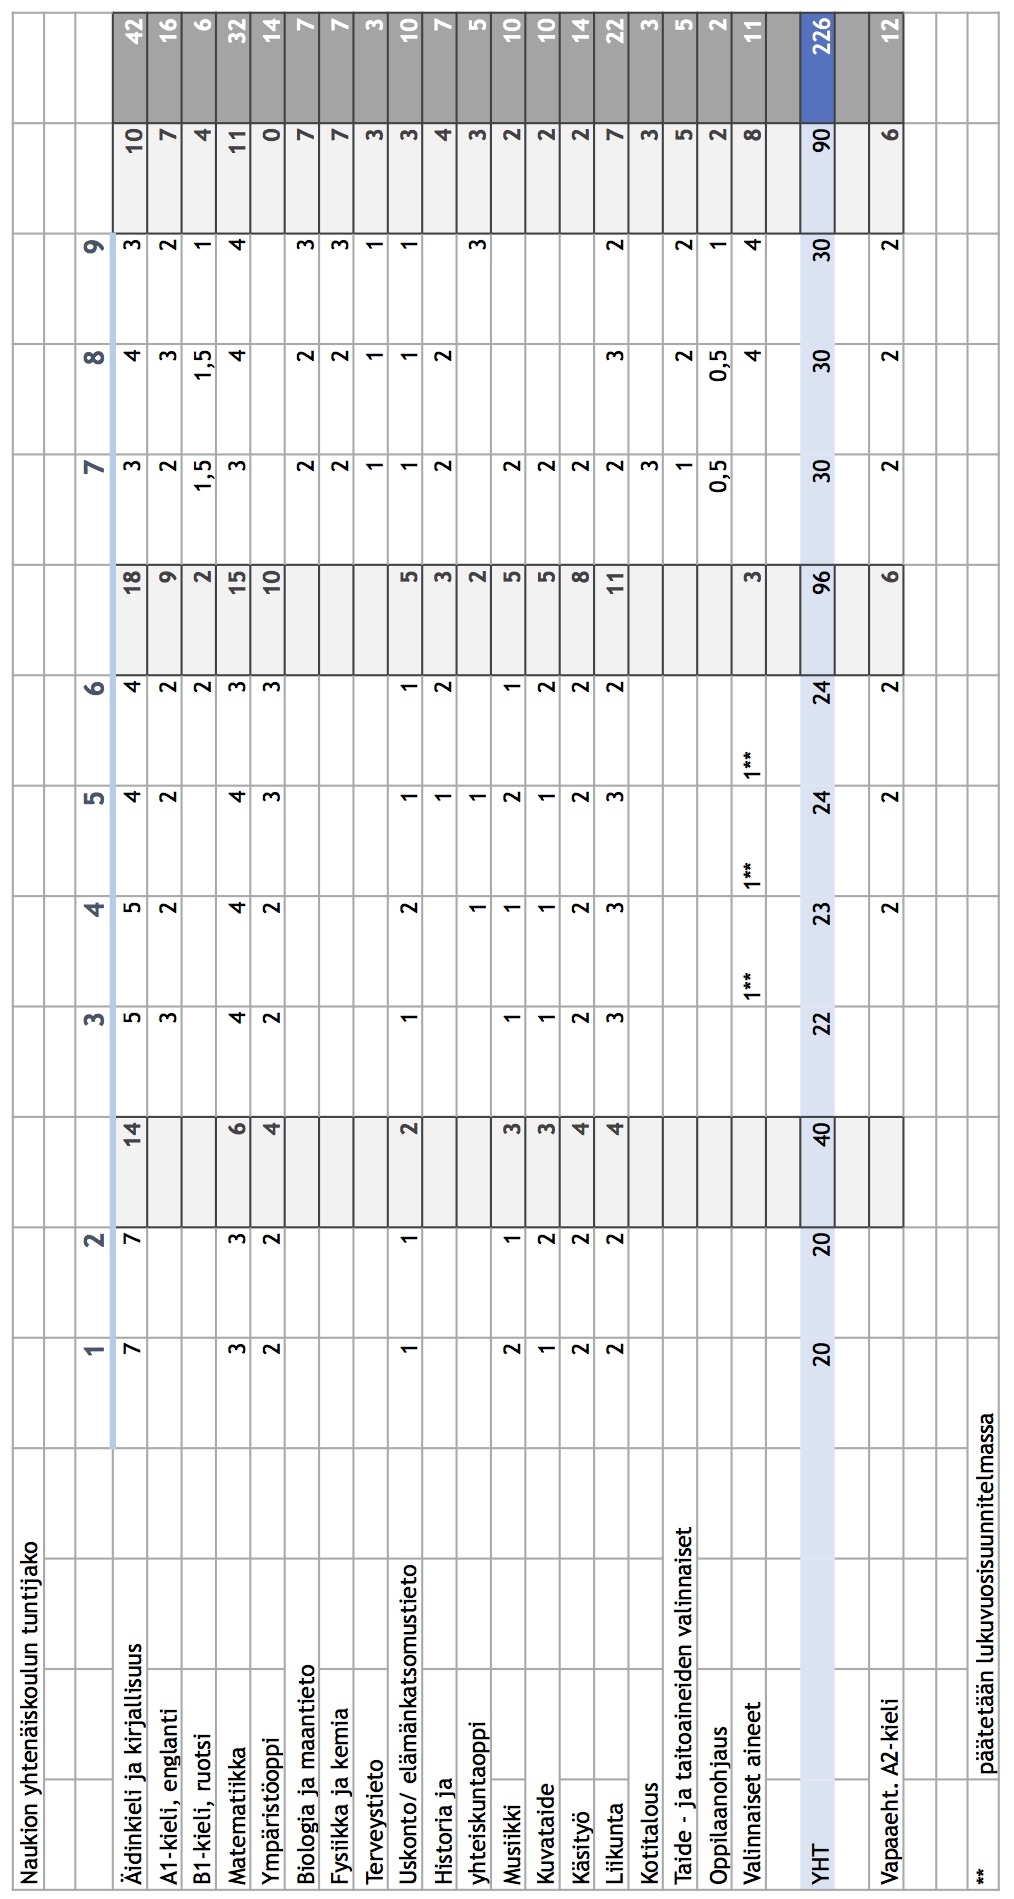 Naukion yhtenäiskoulun tuntijako
1 2 3 4 5 6 7 8 9
Äidinkieli ja kirjallisuus 7 7 14 5 5 4 4 18 3 4 3 10 42
A1-kieli, englanti 3 2 2 2 9 2 3 2 7 16
B1-kieli, ruotsi 2 2 1,5 1,5 1 4 6
Matematiikka 3 3 6 4 4 4 3 15 3 4 4 11 32
Ympäristöoppi 2 2 4 2 2 3 3 10 0 14
Biologia ja maantieto 2 2 3 7 7
Fysiikka ja kemia 2 2 3 7 7
Terveystieto 1 1 1 3 3
Uskonto/ elämänkatsomustieto 1 1 2 1 2 1 1 5 1 1 1 3 10
Historia ja 1 2 3 2 2 4 7
yhteiskuntaoppi 1 1 2 3 3 5
Musiikki 2 1 3 1 1 2 1 5 2 2 10
Kuvataide 1 2 3 1 1 1 2 5 2 2 10
Käsityö 2 2 4 2 2 2 2 8 2 2 14
Liikunta 2 2 4 3 3 3 2 11 2 3 2 7 22
Kotitalous 3 3 3
Taide - ja taitoaineiden valinnaiset 1 2 2 5 5
Oppilaanohjaus 0,5 0,5 1 2 2
Valinnaiset aineet 1** 1** 1** 3 4 4 8 11
YHT 20 20 40 22 23 24 24 96 30 30 30 90 226
Vapaaeht. A2-kieli 2 2 2 6 2 2 2 6 12
** päätetään lukuvuosisuunnitelmassa